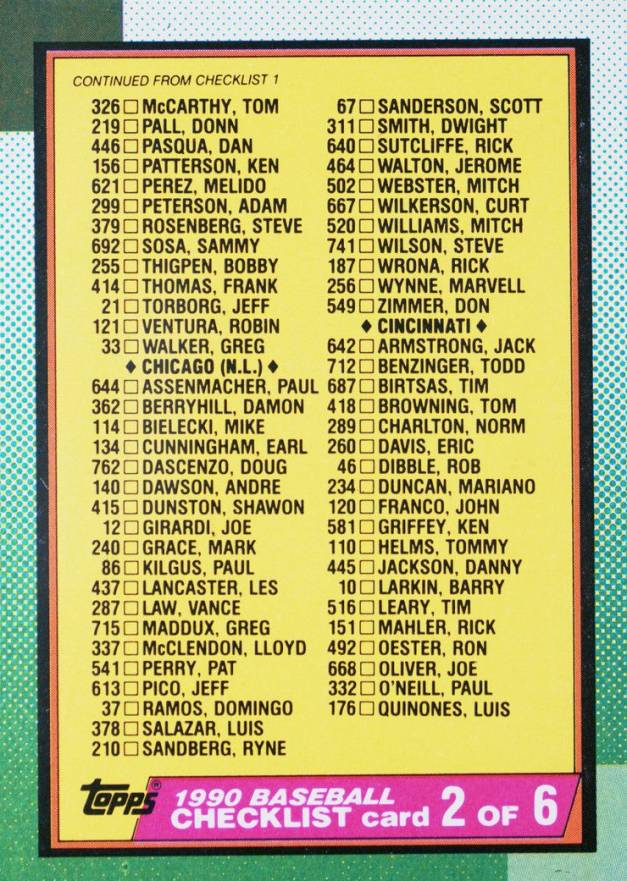 CONTINUED FROM CHECKLIST 1
326 □ McCARTHY, TOM
219 □ PALL, DONN
446 □ PASQUA, DAN
156 □ PATTERSON, KEN
621 □ PEREZ, MELIDO
299 □ PETERSON, ADAM
379 □ ROSENBERG, STEVE
692 □ SOSA, SAMMY
255 □ THIGPEN, BOBBY
414 □ THOMAS, FRANK
21 □ TORBORG, JEFF
121 □ VENTURA, ROBIN
33 □ WALKER, GREG
♦ CHICAGO (N.L.) ♦
644 □ ASSENMACHER, PAUL
362 □ BERRYHILL, DAMON
114 □ BIELECKI, MIKE
134 □ CUNNINGHAM, EARL
762 □ DASCENZO, DOUG
140 □ DAWSON, ANDRE
415 □ DUNSTON, SHAWON
12 □ GIRARDI, JOE
240 □ GRACE, MARK
86 □ KILGUS, PAUL
437 □ LANCASTER, LES
287 □ LAW, VANCE
715 □ MADDUX, GREG
337 □ McCLENDON, LLOYD
541 □ PERRY, PAT
613 □ PICO, JEFF
37 □ RAMOS, DOMINGO
378 □ SALAZAR, LUIS
210 □ SANDBERG, RYNE
67 □ SANDERSON, SCOTT
311 □ SMITH, DWIGHT
640 □ SUTCLIFFE, RICK
464 □ WALTON, JEROME
502 □ WEBSTER, MITCH
667 □ WILKERSON, CURT
520 □ WILLIAMS, MITCH
741 □ WILSON, STEVE
187 □ WRONA, RICK
256 □ WYNNE, MARVELL
549 □ ZIMMER, DON
♦ CINCINNATI ♦
642 □ ARMSTRONG, JACK
712 □ BENZINGER, TODD
687 □ BIRTSAS, TIM
418 □ BROWNING, TOM
289 □ CHARLTON, NORM
260 □ DAVIS, ERIC
46 □ DIBBLE, ROB
234 □ DUNCAN, MARIANO
120 □ FRANCO, JOHN
581 □ GRIFFEY, KEN
110 □ HELMS, TOMMY
445 □ JACKSON, DANNY
10 □ LARKIN, BARRY
516 □ LEARY, TIM
151 □ MAHLER, RICK
492 □ OESTER, RON
668 □ OLIVER, JOE
332 □ O'NEILL, PAUL
176 □ QUINONES, LUIS
topps®
1990 BASEBALL
CHECKLIST card 2 OF 6